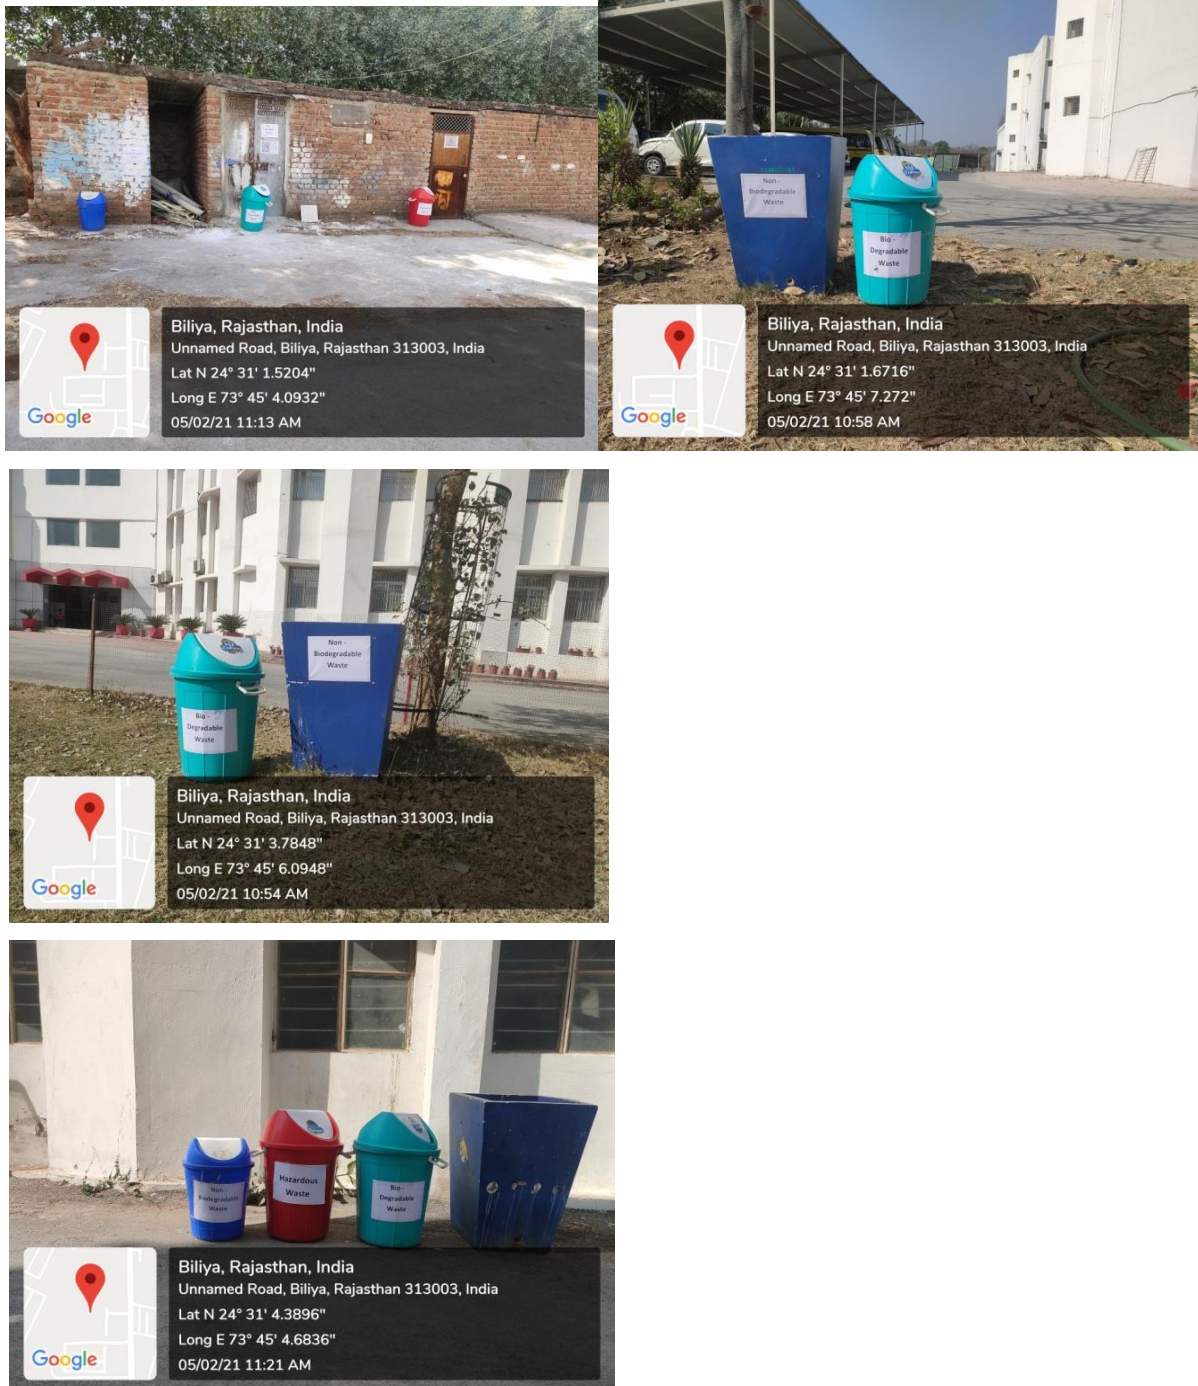 Google
Biliya, Rajasthan, India
Unnamed Road, Biliya, Rajasthan 313003, India
Lat N 24° 31' 1.5204"
Long E 73° 45' 4.0932"
05/02/21 11:13 AM
Non -
Biodegradable
Waste
Bio -
Degradable
Waste
Google
Biliya, Rajasthan, India
Unnamed Road, Biliya, Rajasthan 313003, India
Lat N 24° 31' 1.6716"
Long E 73° 45' 7.272"
05/02/21 10:58 AM
Bio -
Degradable
Waste
Non -
Biodegradable
Waste
Google
Biliya, Rajasthan, India
Unnamed Road, Biliya, Rajasthan 313003, India
Lat N 24° 31' 3.7848"
Long E 73° 45' 6.0948"
05/02/21 10:54 AM
Non
Biodegradable
Waste
Hazardous
Waste
Bio -
Degradable
Waste
Google
Biliya, Rajasthan, India
Unnamed Road, Biliya, Rajasthan 313003, India
Lat N 24° 31' 4.3896"
Long E 73° 45' 4.6836"
05/02/21 11:21 AM